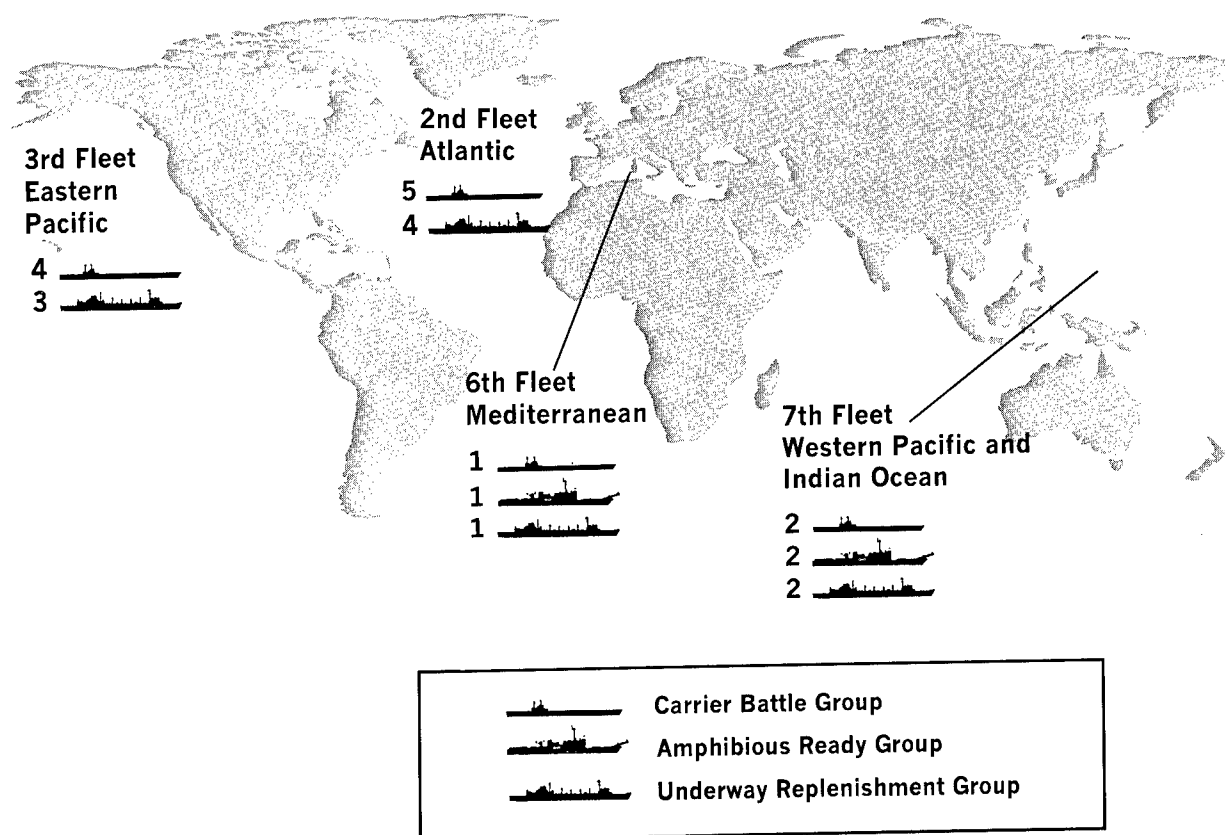 3rd Fleet
Eastern
Pacific
4
3
2nd Fleet
Atlantic
5
4
6th Fleet
Mediterranean
1
1
1
7th Fleet
Western Pacific and
Indian Ocean
2
2
2
Carrier Battle Group
Amphibious Ready Group
Underway Replenishment Group